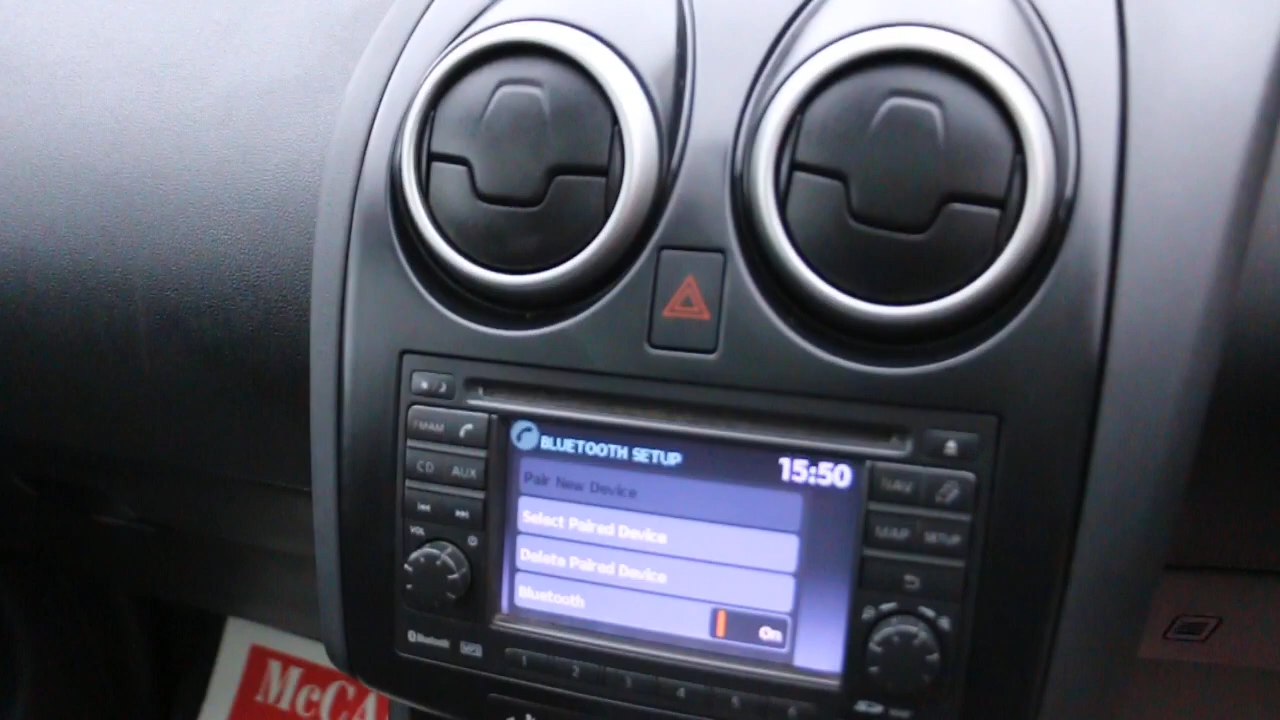 FM·AM
BLUETOOTH SETUP
15:50
Pair New Device
CD AUX
Select Paired Device
NAV
MAP SETUP
VOL
Delete Paired Device
Bluetooth
On
Bluetooth
1 2 3 4 5 6
McCA